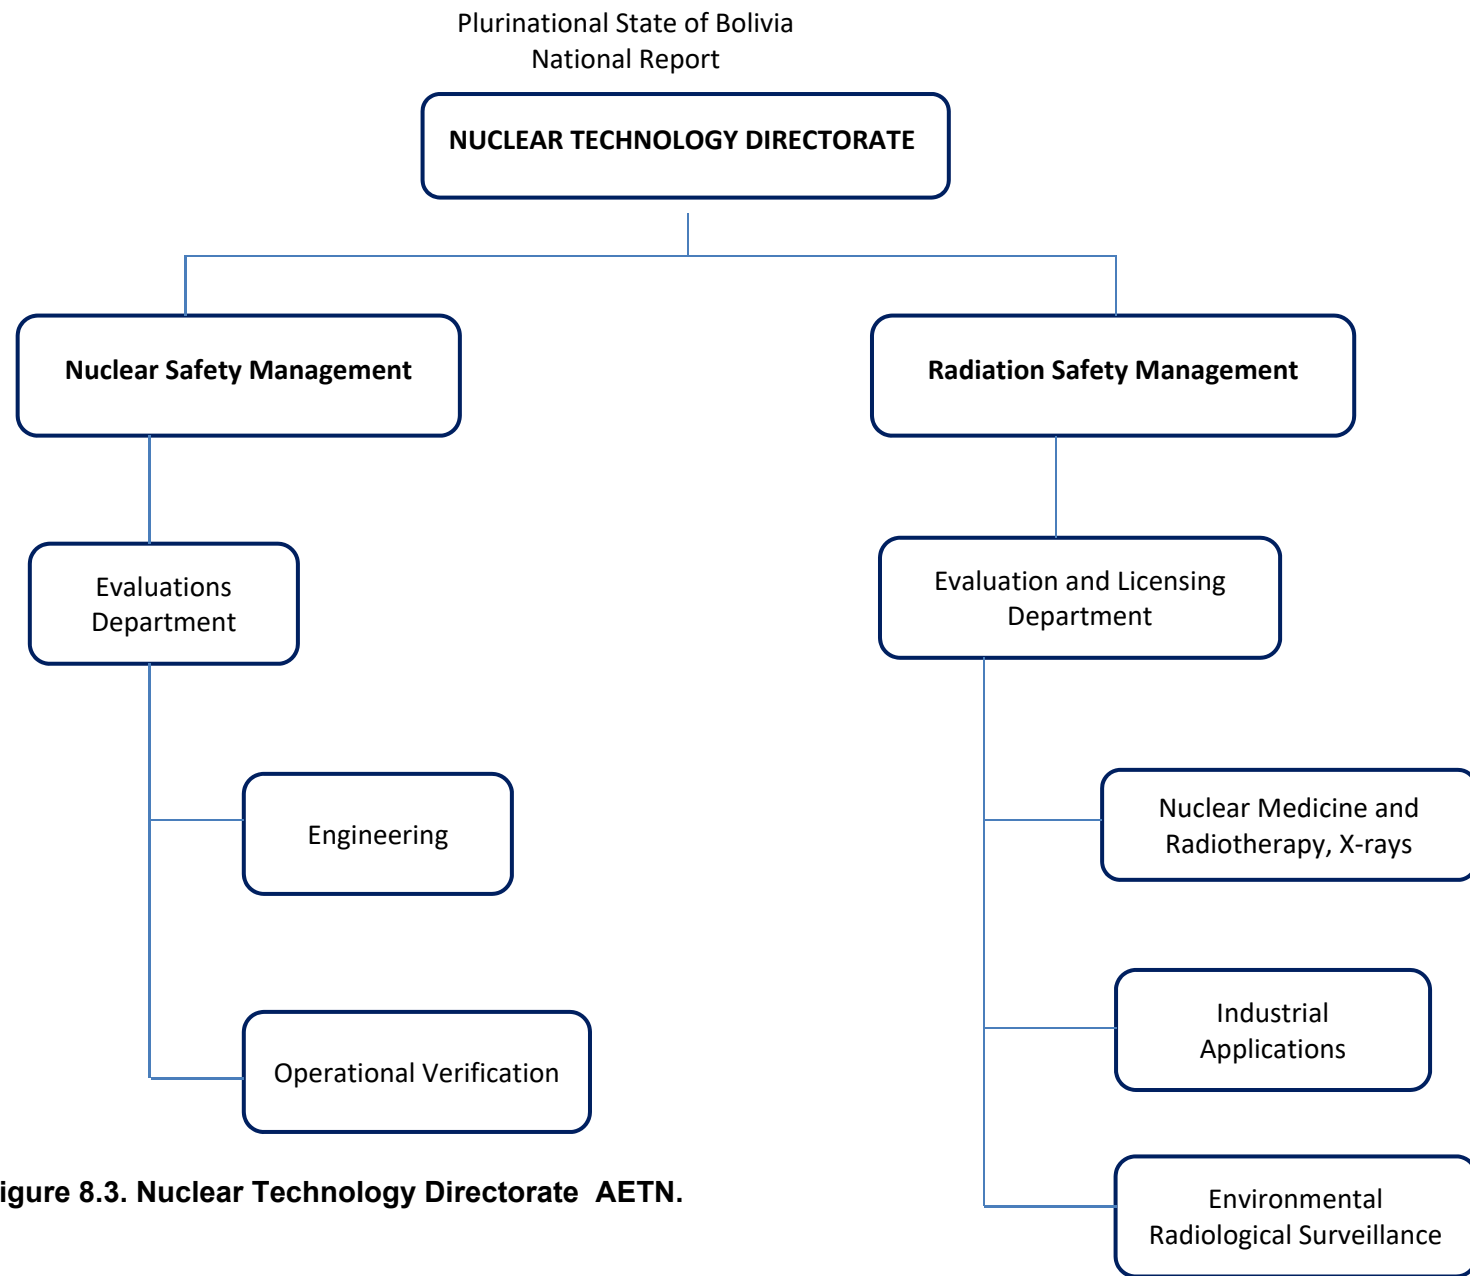 Plurinational State of Bolivia
National Report
NUCLEAR TECHNOLOGY DIRECTORATE
Nuclear Safety Management
Radiation Safety Management
Evaluations
Department
Evaluation and Licensing
Department
Engineering
Nuclear Medicine and
Radiotherapy, X-rays
Operational Verification
Industrial
Applications
igure 8.3. Nuclear Technology Directorate  AETN.
Environmental
Radiological Surveillance